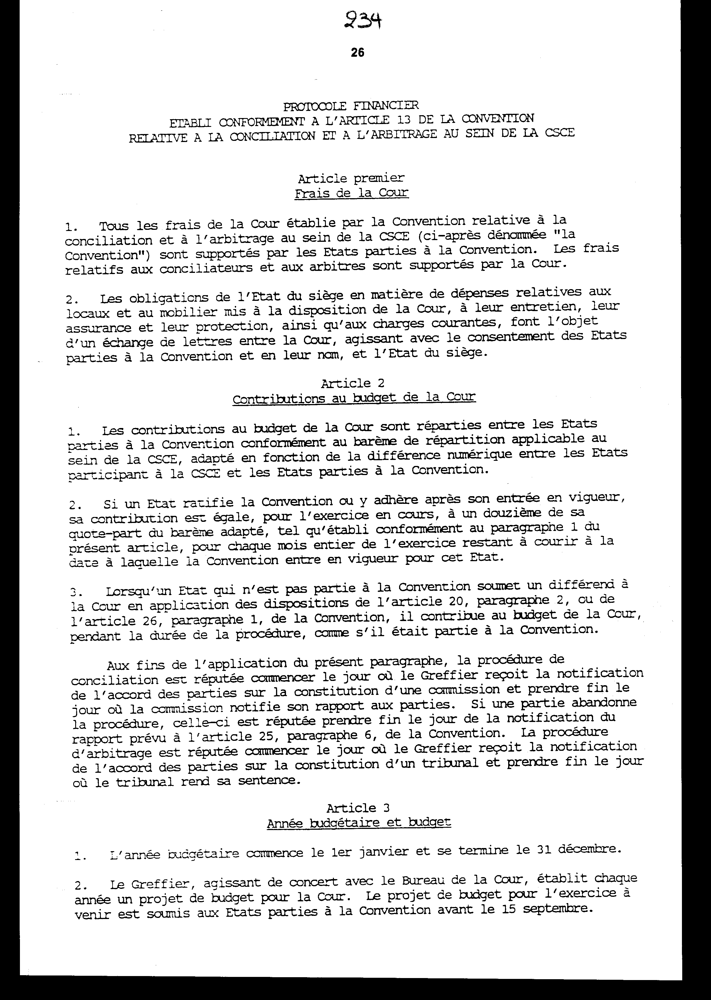 234
26
PROTOCOLE FINANCIER
ETABLI CONFORMEMENT A L'ARTICLE 13 DE LA CONVENTION
RELATIVE A LA CONCILIATION ET A L'ARBITRAGE AU SEIN DE LA CSCE
Article premier
Frais de la Cour
1. Tous les frais de la Cour établie par la Convention relative à la
conciliation et à l'arbitrage au sein de la CSCE (ci-après dénommée "la
Convention") sont supportés par les Etats parties à la Convention. Les frais
relatifs aux conciliateurs et aux arbitres sont supportés par la Cour.
2. Les obligations de l'Etat du siège en matière de dépenses relatives aux
locaux et au mobilier mis à la disposition de la Cour, à leur entretien, leur
assurance et leur protection, ainsi qu'aux charges courantes, font l'objet
d'un échange de lettres entre la Cour, agissant avec le consentement des Etats
parties à la Convention et en leur nom, et l'Etat du siège.
Article 2
Contributions au budget de la Cour
1. Les contributions au budget de la Cour sont réparties entre les Etats
parties à la Convention conformément au barème de répartition applicable au
sein de la CSCE, adapté en fonction de la différence numérique entre les Etats
participant à la CSCE et les Etats parties à la Convention.
2. Si un Etat ratifie la Convention ou y adhère après son entrée en vigueur,
sa contribution est égale, pour l'exercice en cours, à un douzième de sa
quote-part du barème adapté, tel qu'établi conformément au paragraphe 1 du
présent article, pour chaque mois entier de l'exercice restant à courir à la
date à laquelle la Convention entre en vigueur pour cet Etat.
3. Lorsqu'un Etat qui n'est pas partie à la Convention soumet un différend à
la Cour en application des dispositions de l'article 20, paragraphe 2, ou de
l'article 26, paragraphe 1, de la Convention, il contribue au budget de la Cour,
pendant la durée de la procédure, comme s'il était partie à la Convention.
Aux fins de l'application du présent paragraphe, la procédure de
conciliation est réputée commencer le jour où le Greffier reçoit la notification
de l'accord des parties sur la constitution d'une commission et prendre fin le
jour où la commission notifie son rapport aux parties. Si une partie abandonne
la procédure, celle-ci est réputée prendre fin le jour de la notification du
rapport prévu à l'article 25, paragraphe 6, de la Convention. La procédure
d'arbitrage est réputée commencer le jour où le Greffier reçoit la notification
de l'accord des parties sur la constitution d'un tribunal et prendre fin le jour
où le tribunal rend sa sentence.
Article 3
Année budgétaire et budget
1. L'année budgétaire commence le 1er janvier et se termine le 31 décembre.
2. Le Greffier, agissant de concert avec le Bureau de la Cour, établit chaque
année un projet de budget pour la Cour. Le projet de budget pour l'exercice à
venir est soumis aux Etats parties à la Convention avant le 15 septembre.